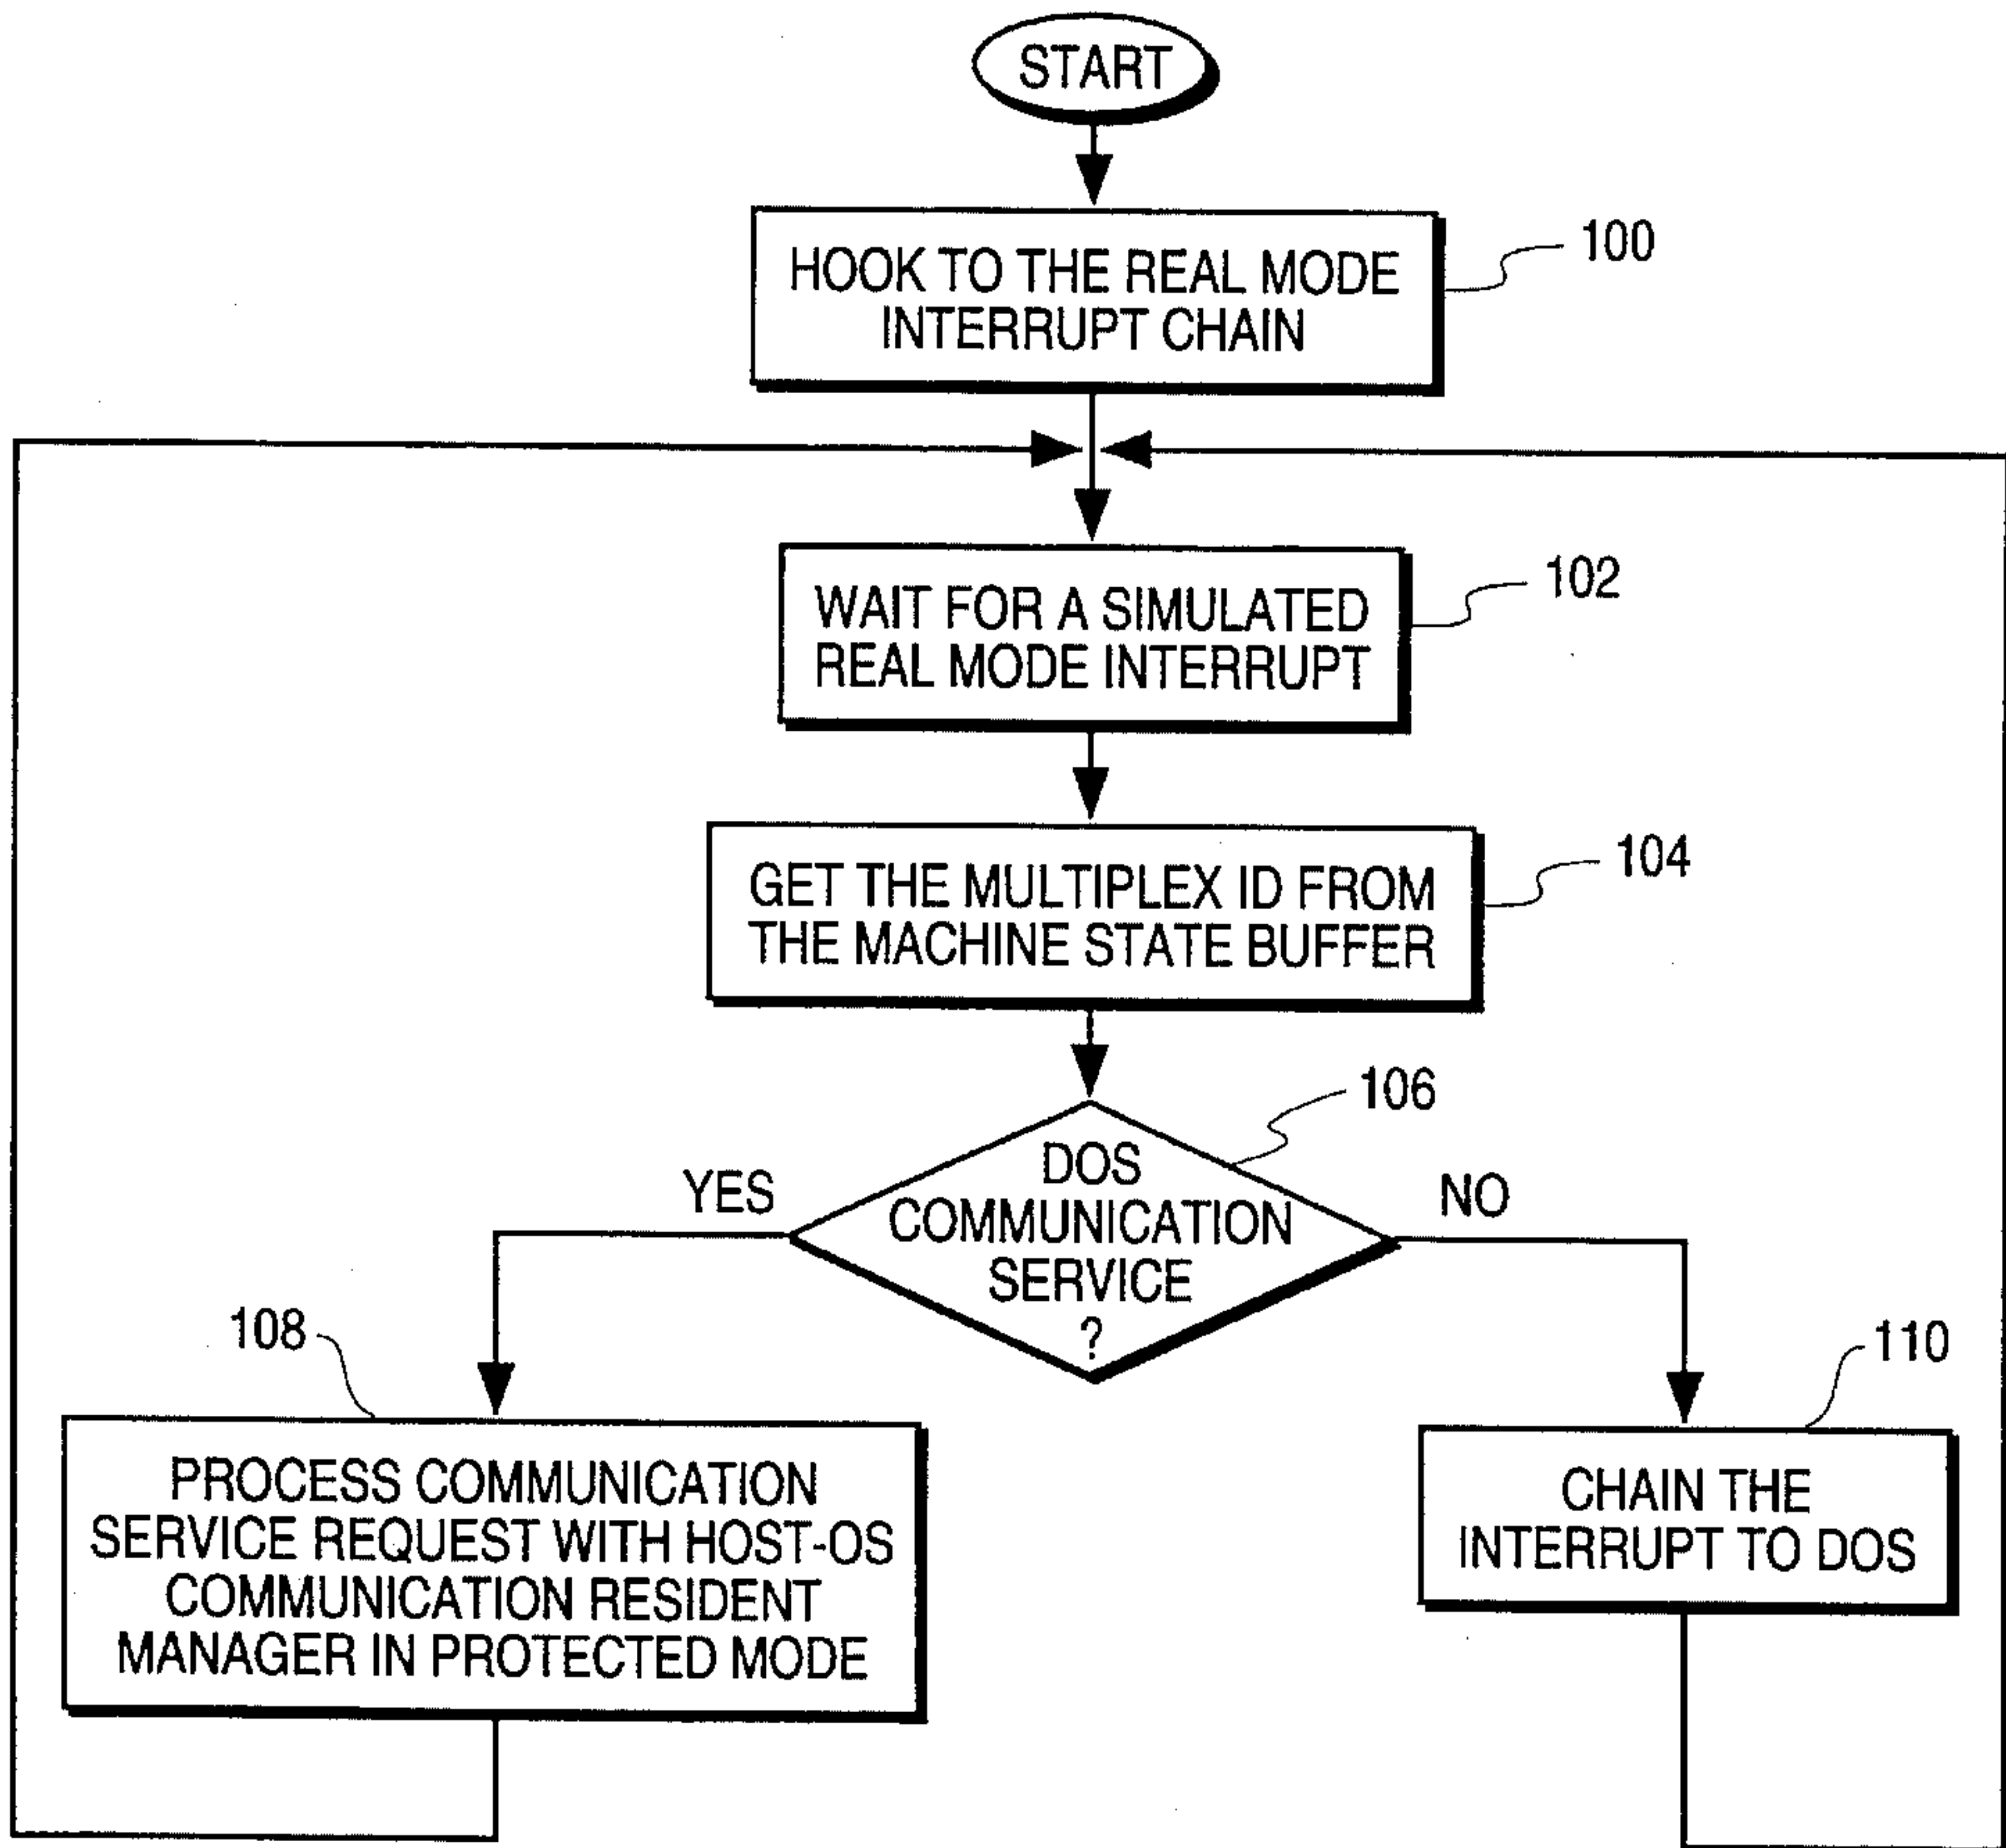 START
HOOK TO THE REAL MODE
INTERRUPT CHAIN
100
WAIT FOR A SIMULATED
REAL MODE INTERRUPT
102
GET THE MULTIPLEX ID FROM
THE MACHINE STATE BUFFER
104
106
DOS
COMMUNICATION
SERVICE
?
YES
NO
108
PROCESS COMMUNICATION
SERVICE REQUEST WITH HOST-OS
COMMUNICATION RESIDENT
MANAGER IN PROTECTED MODE
110
CHAIN THE
INTERRUPT TO DOS